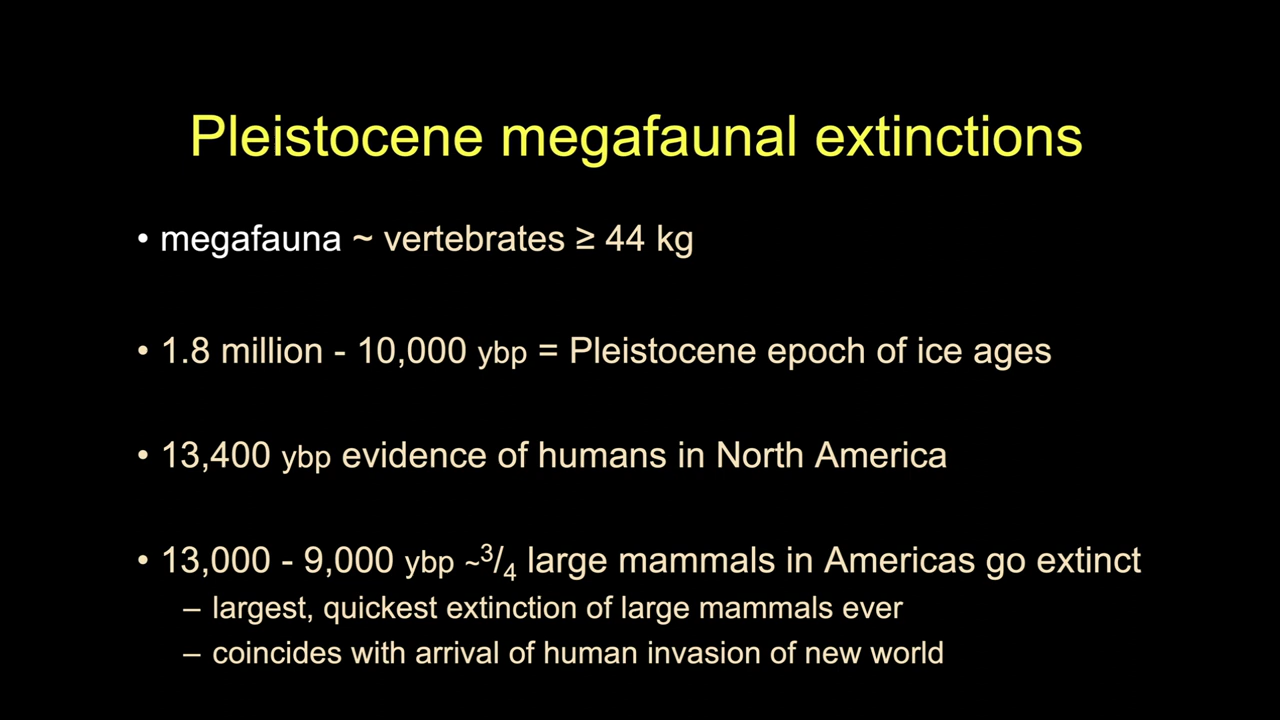 Pleistocene megafaunal extinctions
• megafauna ~ vertebrates ≥ 44 kg
• 1.8 million - 10,000 ybp = Pleistocene epoch of ice ages
• 13,400 ybp evidence of humans in North America
• 13,000 - 9,000 ybp ~3/4 large mammals in Americas go extinct
– largest, quickest extinction of large mammals ever
– coincides with arrival of human invasion of new world